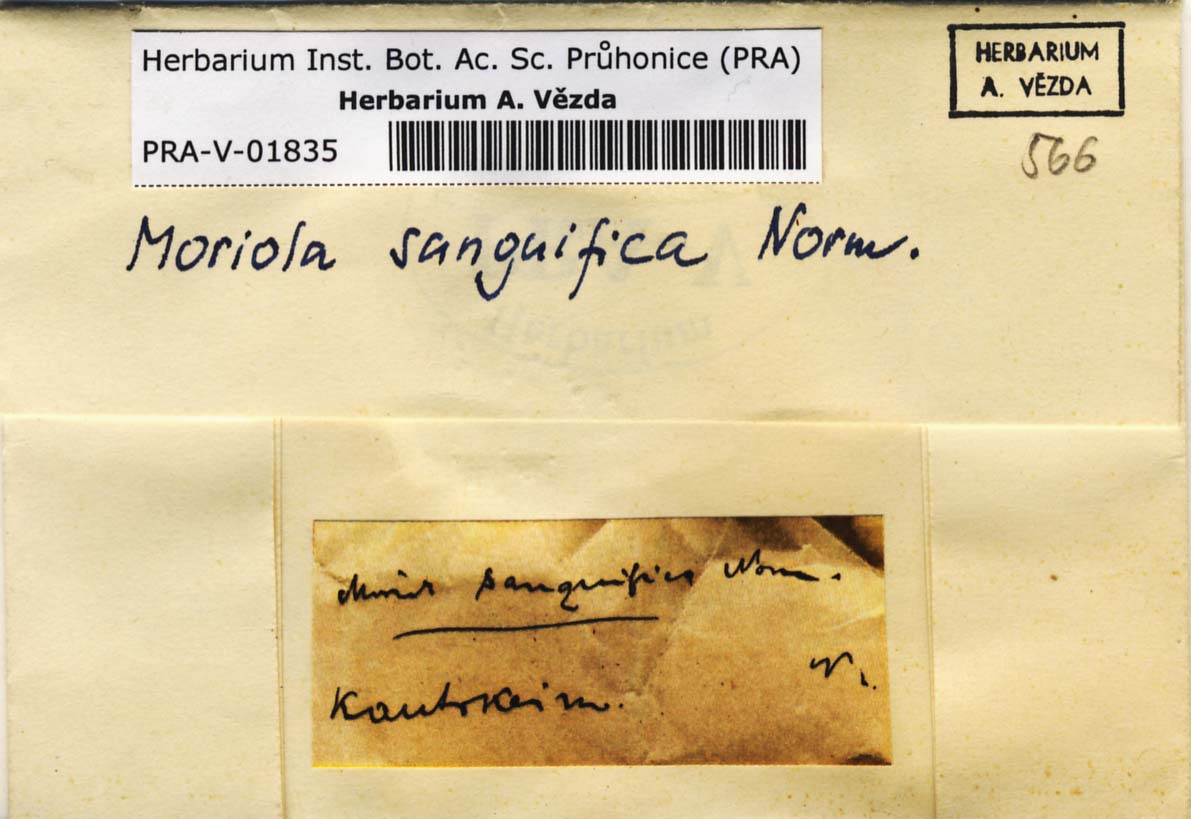 Herbarium Inst. Bot. Ac. Sc. Průhonice (PRA)
Herbarium A. Vězda
PRA-V-01835
HERBARIUM
A. VĚZDA
566
Moriola sanguifica Norm.
sanguifica Norm.
N.
Kautokeino.